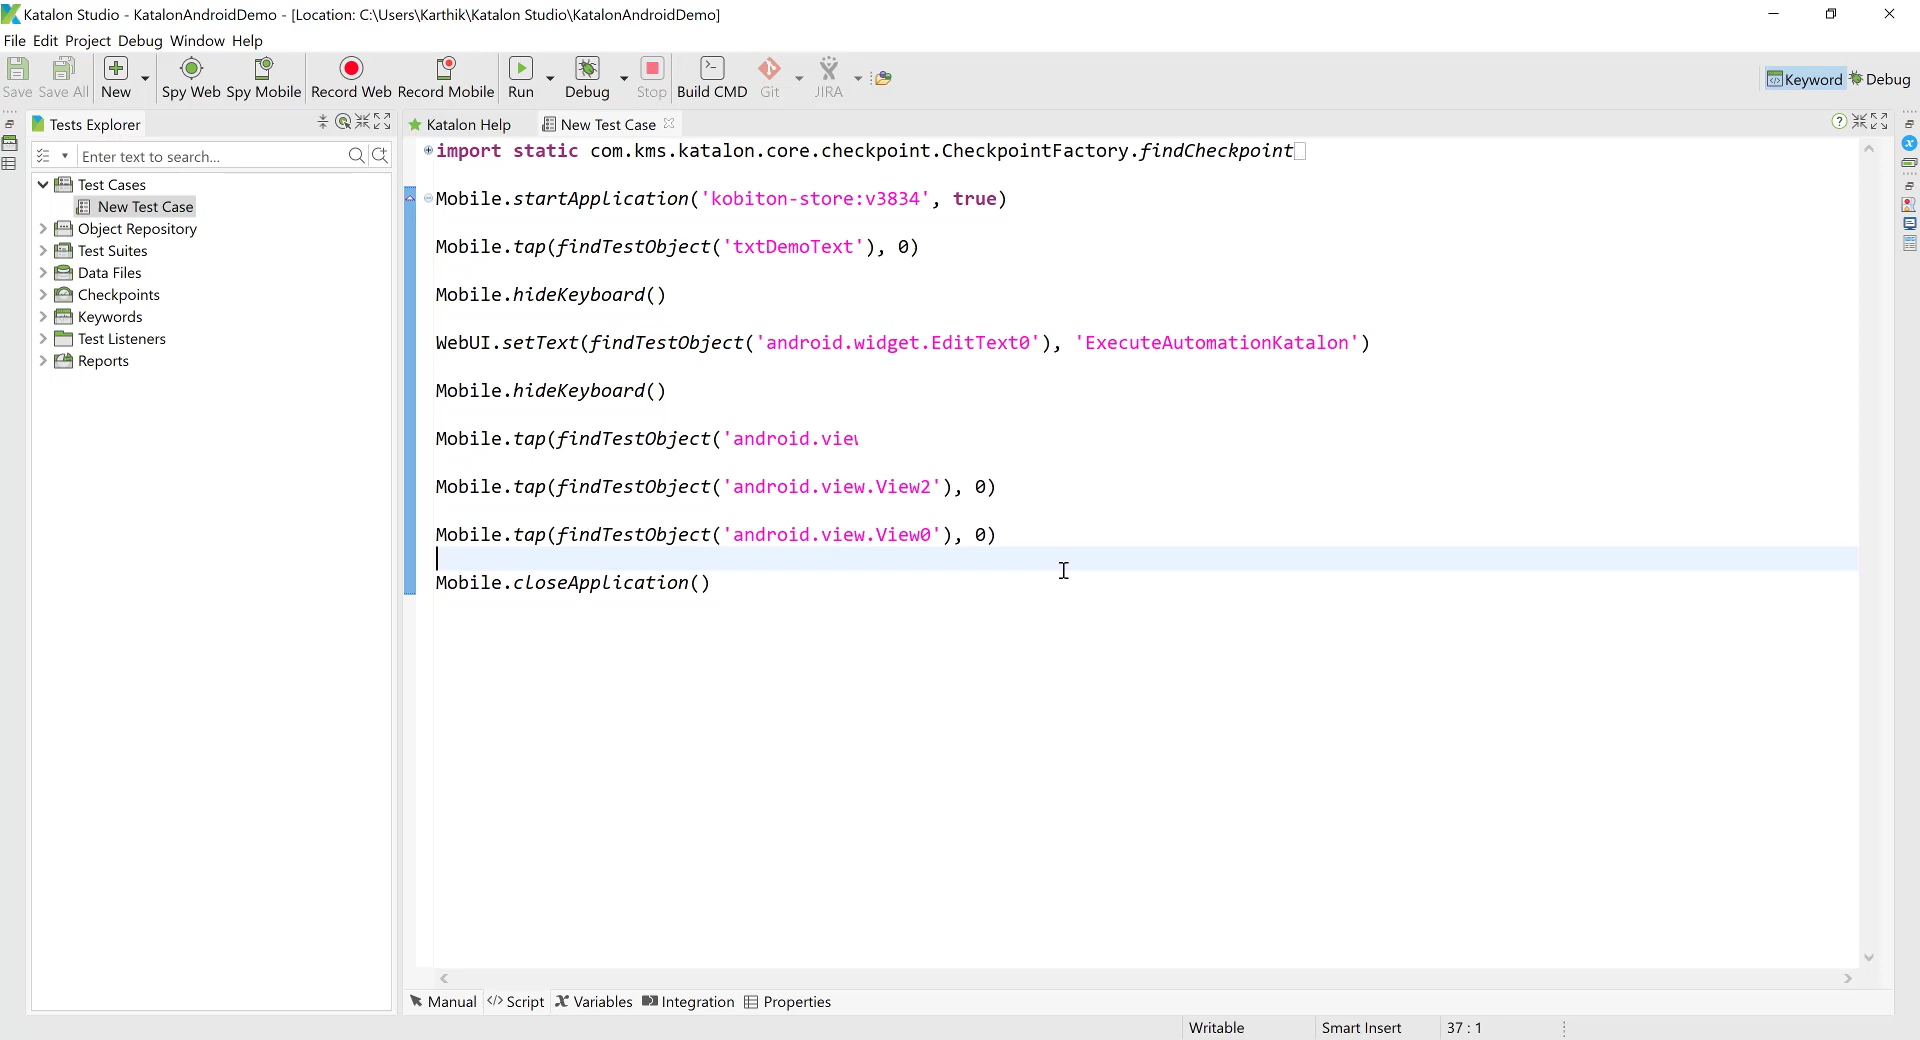 Katalon Studio - KatalonAndroidDemo - [Location: C:\Users\Karthik\Katalon Studio\KatalonAndroidDemo]
File Edit Project Debug Window Help
Save Save All New Spy Web Spy Mobile Record Web Record Mobile Run Debug Stop Build CMD Git JIRA
Keyword Debug
Tests Explorer
Katalon Help New Test Case
Enter text to search...
Test Cases
New Test Case
Object Repository
Test Suites
Data Files
Checkpoints
Keywords
Test Listeners
Reports
import static com.kms.katalon.core.checkpoint.CheckpointFactory.findCheckpoint
Mobile.startApplication('kobiton-store:v3834', true)
Mobile.tap(findTestObject('txtDemoText'), 0)
Mobile.hideKeyboard()
WebUI.setText(findTestObject('android.widget.EditText0'), 'ExecuteAutomationKatalon')
Mobile.hideKeyboard()
Mobile.tap(findTestObject('android.view
Mobile.tap(findTestObject('android.view.View2'), 0)
Mobile.tap(findTestObject('android.view.View0'), 0)
Mobile.closeApplication()
Manual Script Variables Integration Properties
Writable Smart Insert 37 : 1